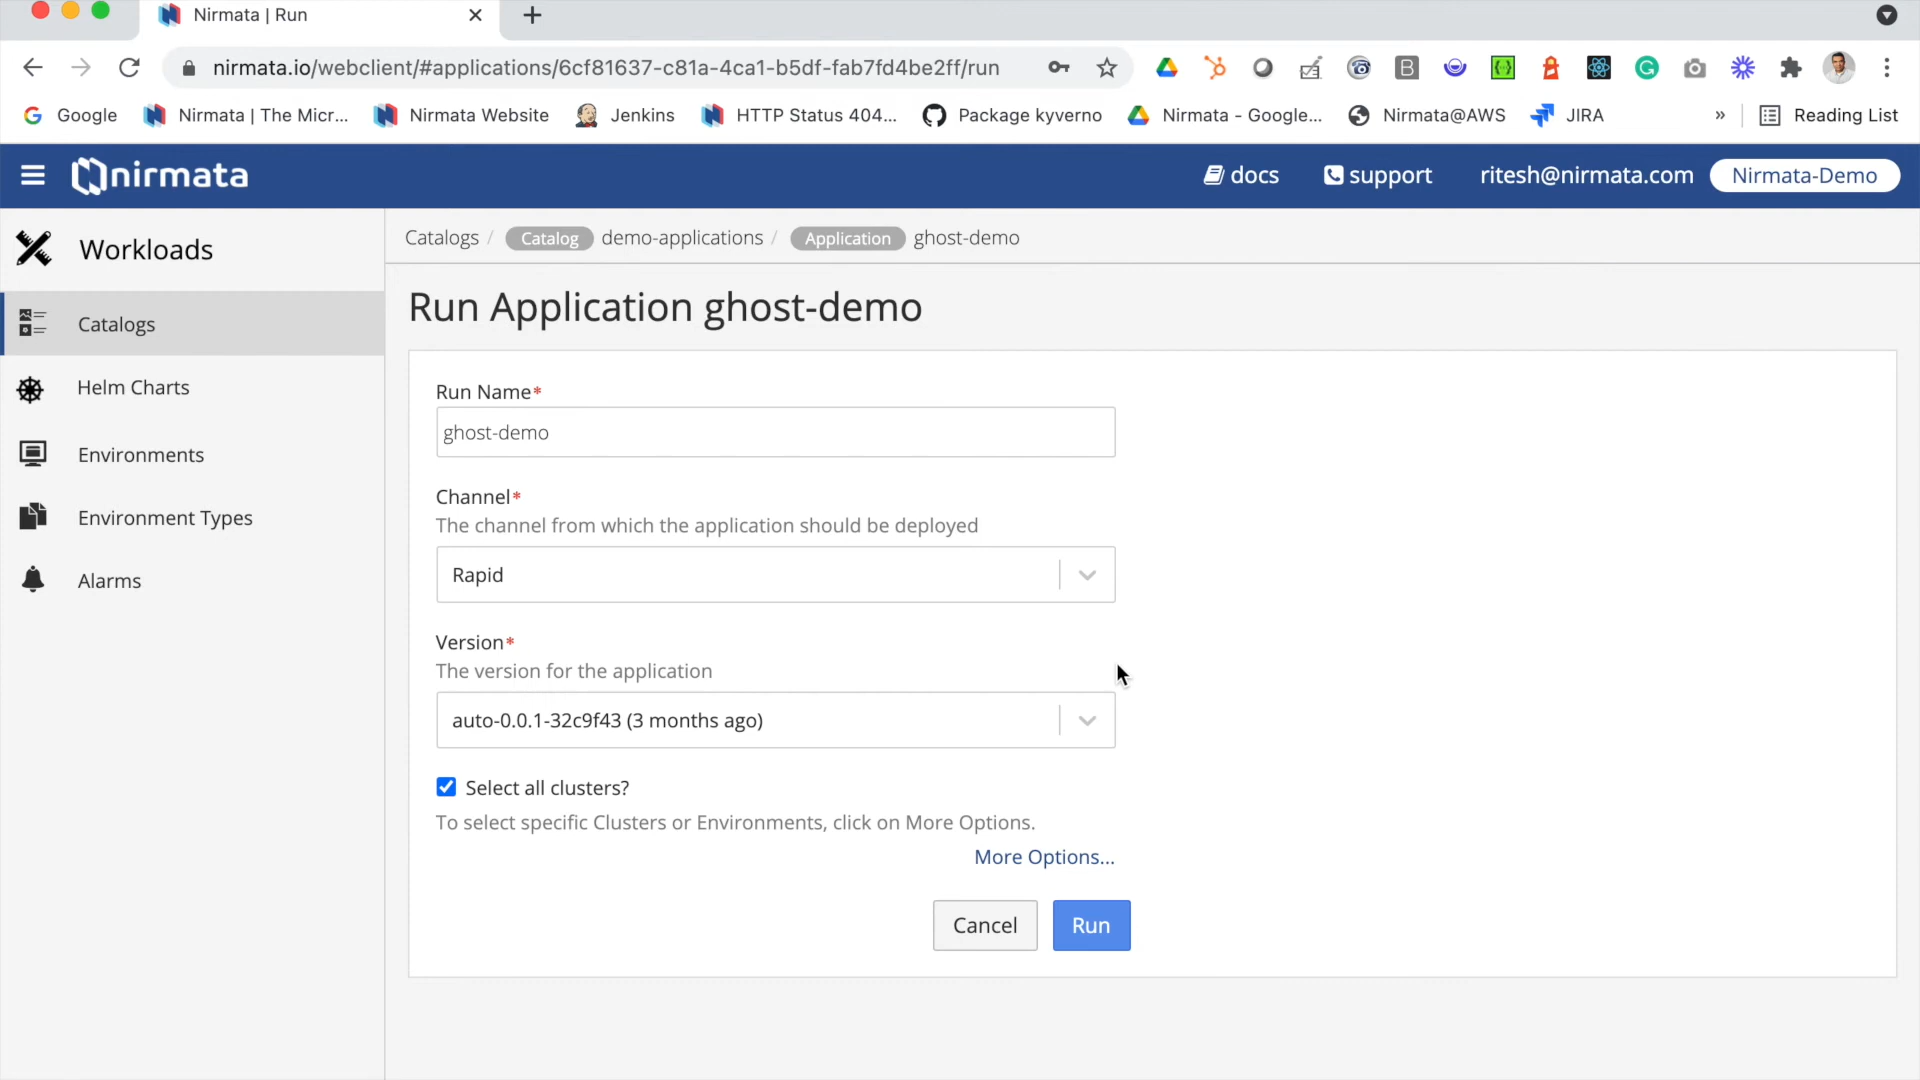 Nirmata | Run
nirmata.io/webclient/#applications/6cf81637-c81a-4ca1-b5df-fab7fd4be2ff/run
Google
Nirmata | The Micr...
Nirmata Website
Jenkins
HTTP Status 404...
Package kyverno
Nirmata - Google...
Nirmata@AWS
JIRA
»
Reading List
nirmata
docs
support
ritesh@nirmata.com
Nirmata-Demo
Workloads
Catalogs
Helm Charts
Environments
Environment Types
Alarms
Catalogs / Catalog demo-applications / Application ghost-demo
Run Application ghost-demo
Run Name*
ghost-demo
Channel*
The channel from which the application should be deployed
Rapid
Version*
The version for the application
auto-0.0.1-32c9f43 (3 months ago)
Select all clusters?
To select specific Clusters or Environments, click on More Options.
More Options...
Cancel
Run